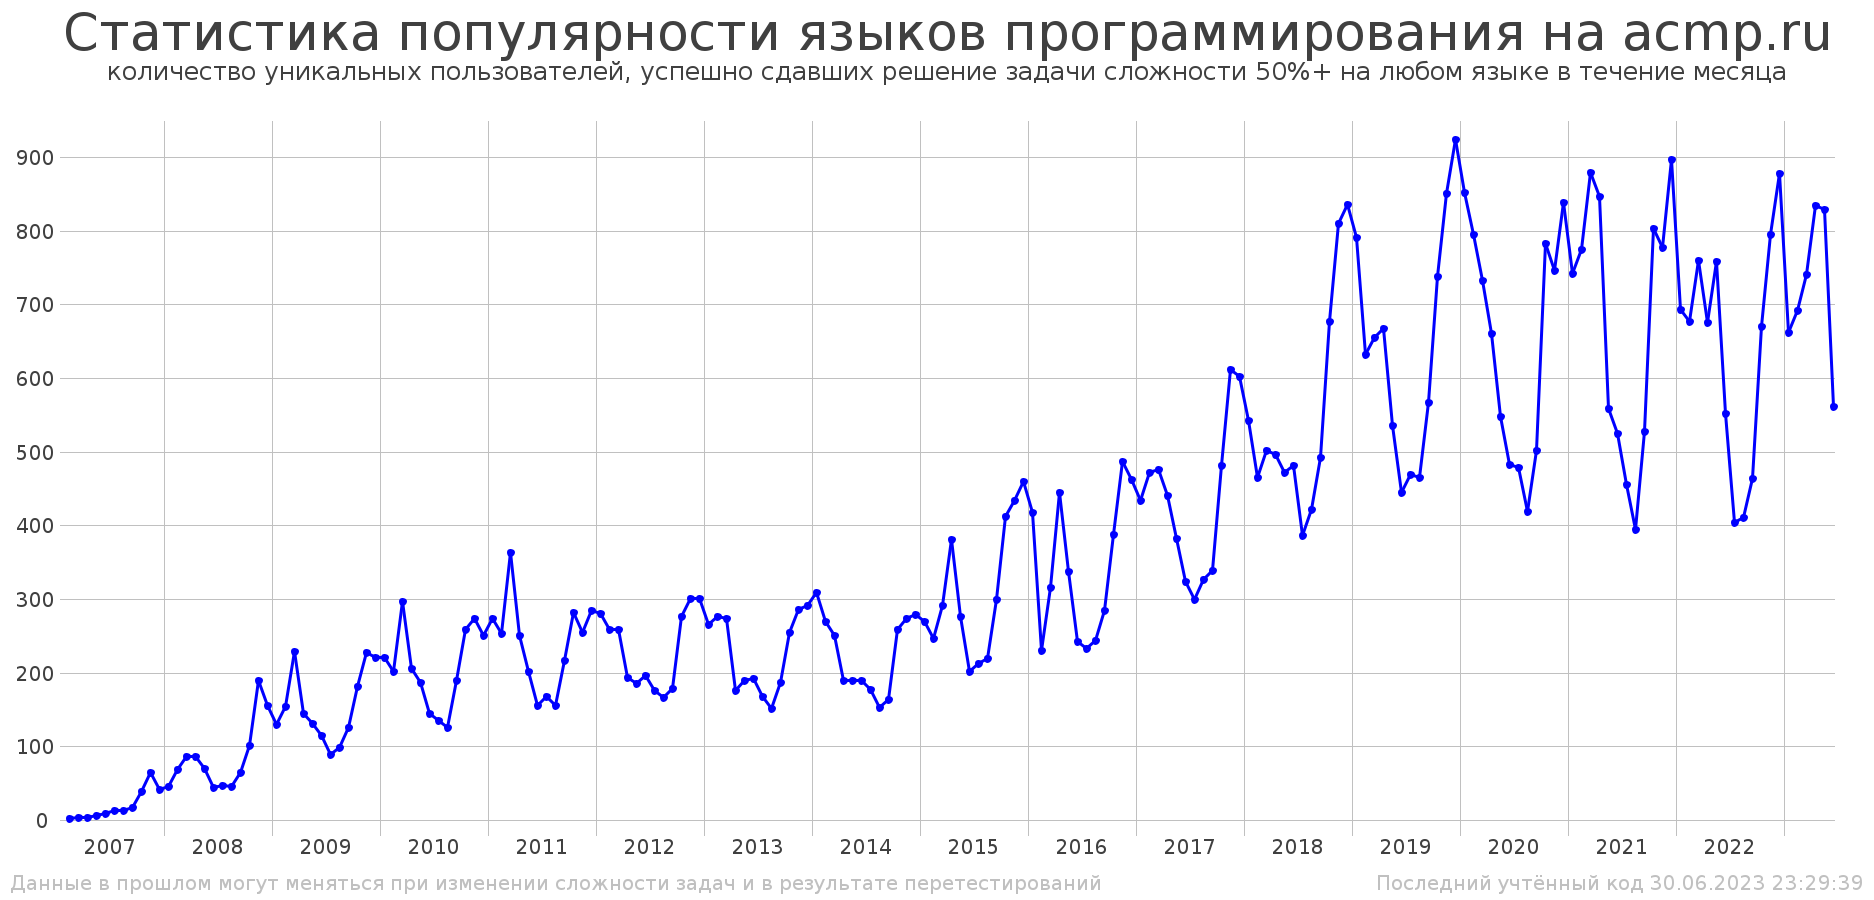 Статистика популярности языков программирования на acmp.ru
количество уникальных пользователей, успешно сдавших решение задачи сложности 50%+ на любом языке в течение месяца
900
800
700
600
500
400
300
200
100
0
2007 2008 2009 2010 2011 2012 2013 2014 2015 2016 2017 2018 2019 2020 2021 2022
Данные в прошлом могут меняться при изменении сложности задач и в результате перетестирований
Последний учтённый код 30.06.2023 23:29:39